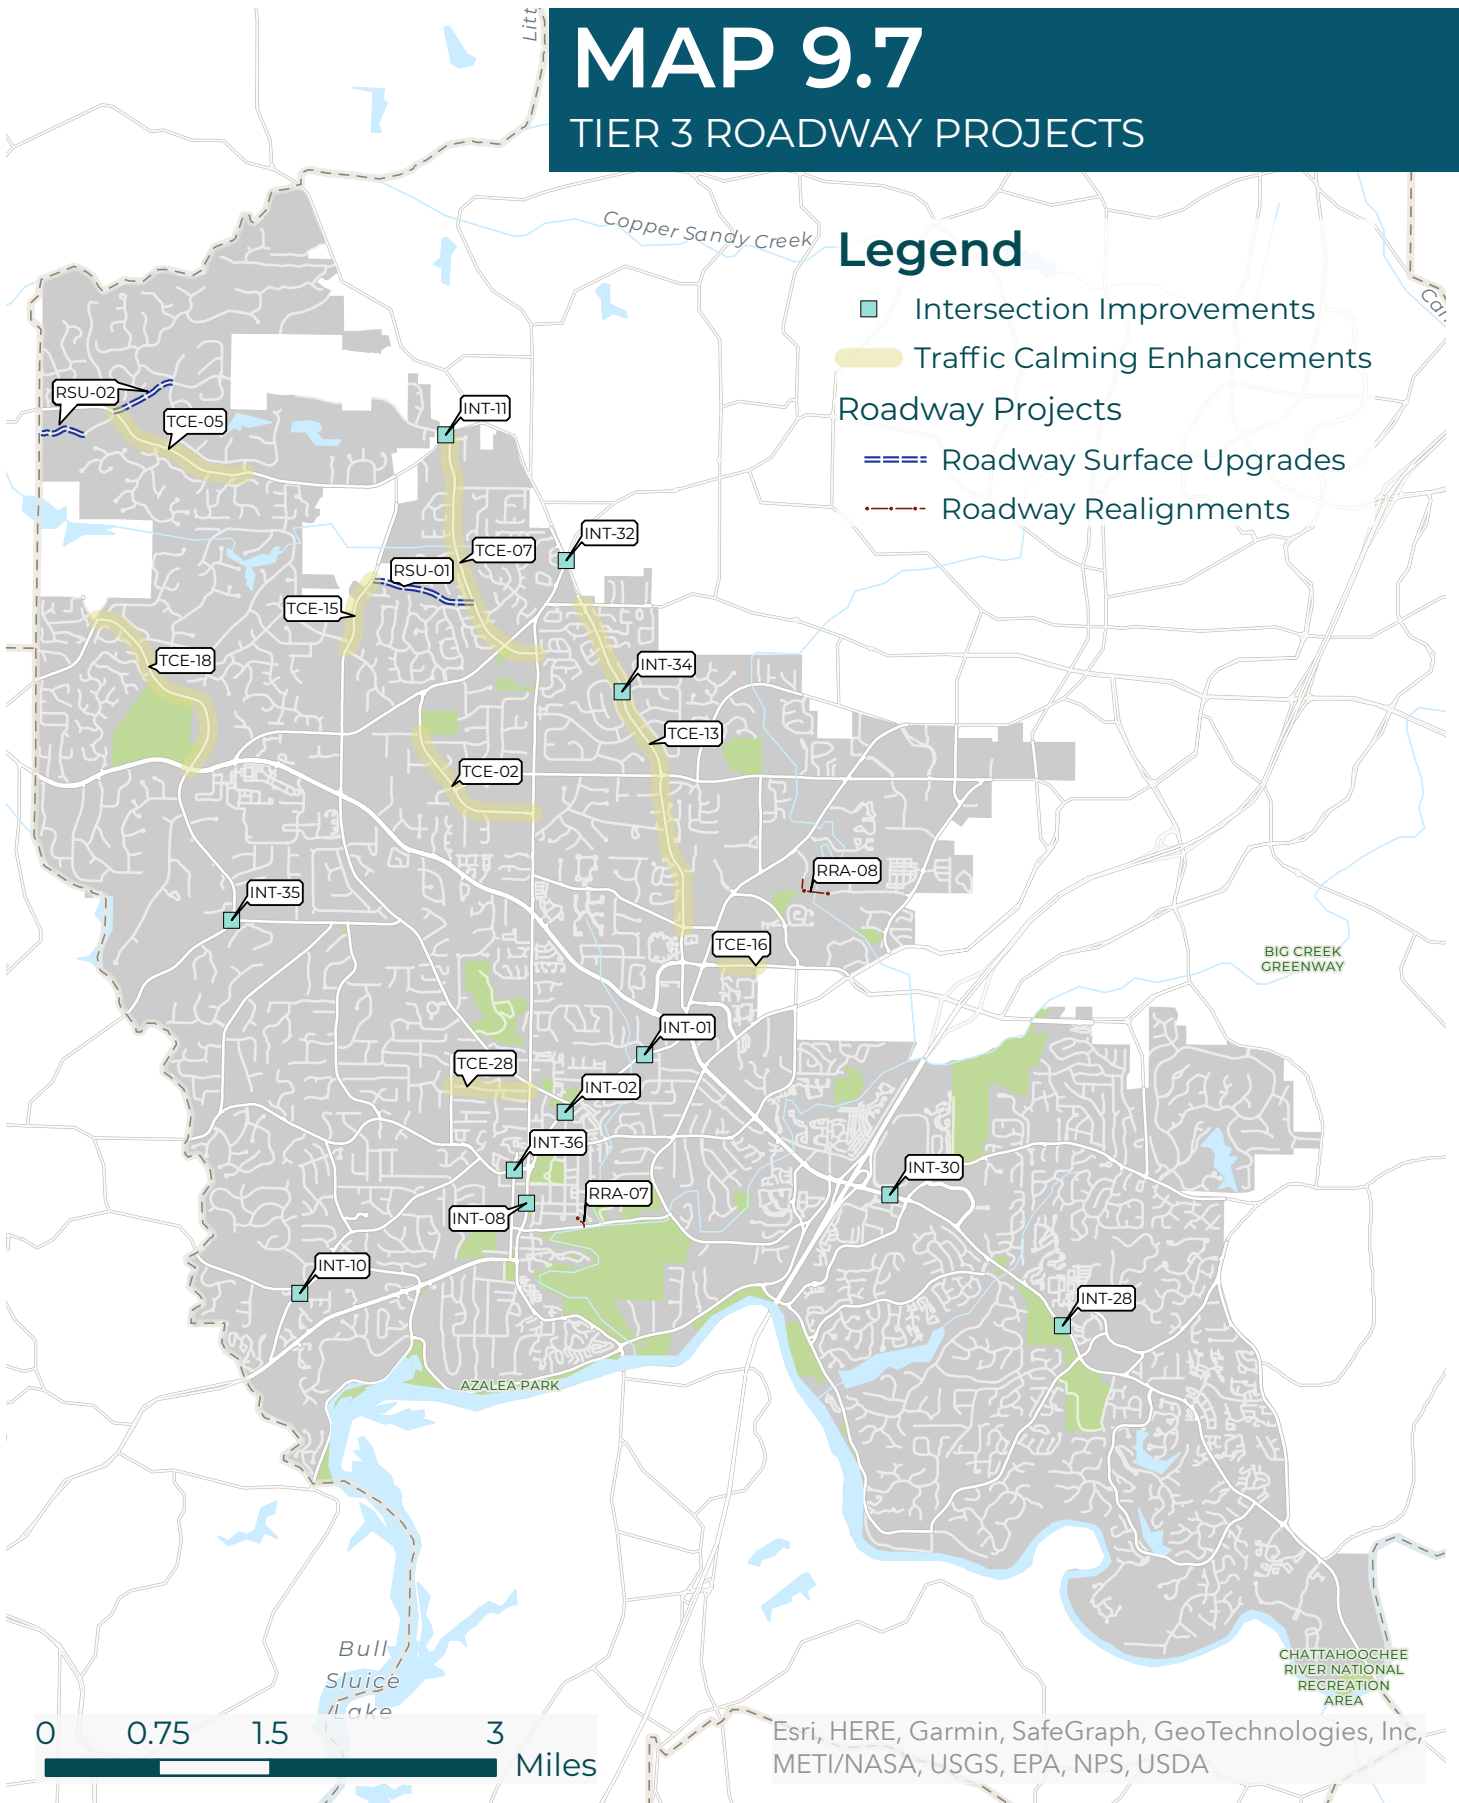 Litt
MAP 9.7
TIER 3 ROADWAY PROJECTS
Copper Sandy Creek
Legend
Intersection Improvements
Traffic Calming Enhancements
Roadway Projects
Roadway Surface Upgrades
Roadway Realignments
Can
RSU-02
TCE-05
INT-11
INT-32
TCE-07
RSU-01
TCE-15
TCE-18
INT-34
TCE-13
TCE-02
RRA-08
INT-35
TCE-16
BIG CREEK
GREENWAY
INT-01
TCE-28
INT-02
INT-36
INT-30
RRA-07
INT-08
INT-10
INT-28
AZALEA PARK
Bull
Sluice
Lake
CHATTAHOOCHEE
RIVER NATIONAL
RECREATION
AREA
0 0.75 1.5 3
Miles
Esri, HERE, Garmin, SafeGraph, GeoTechnologies, Inc,
METI/NASA, USGS, EPA, NPS, USDA